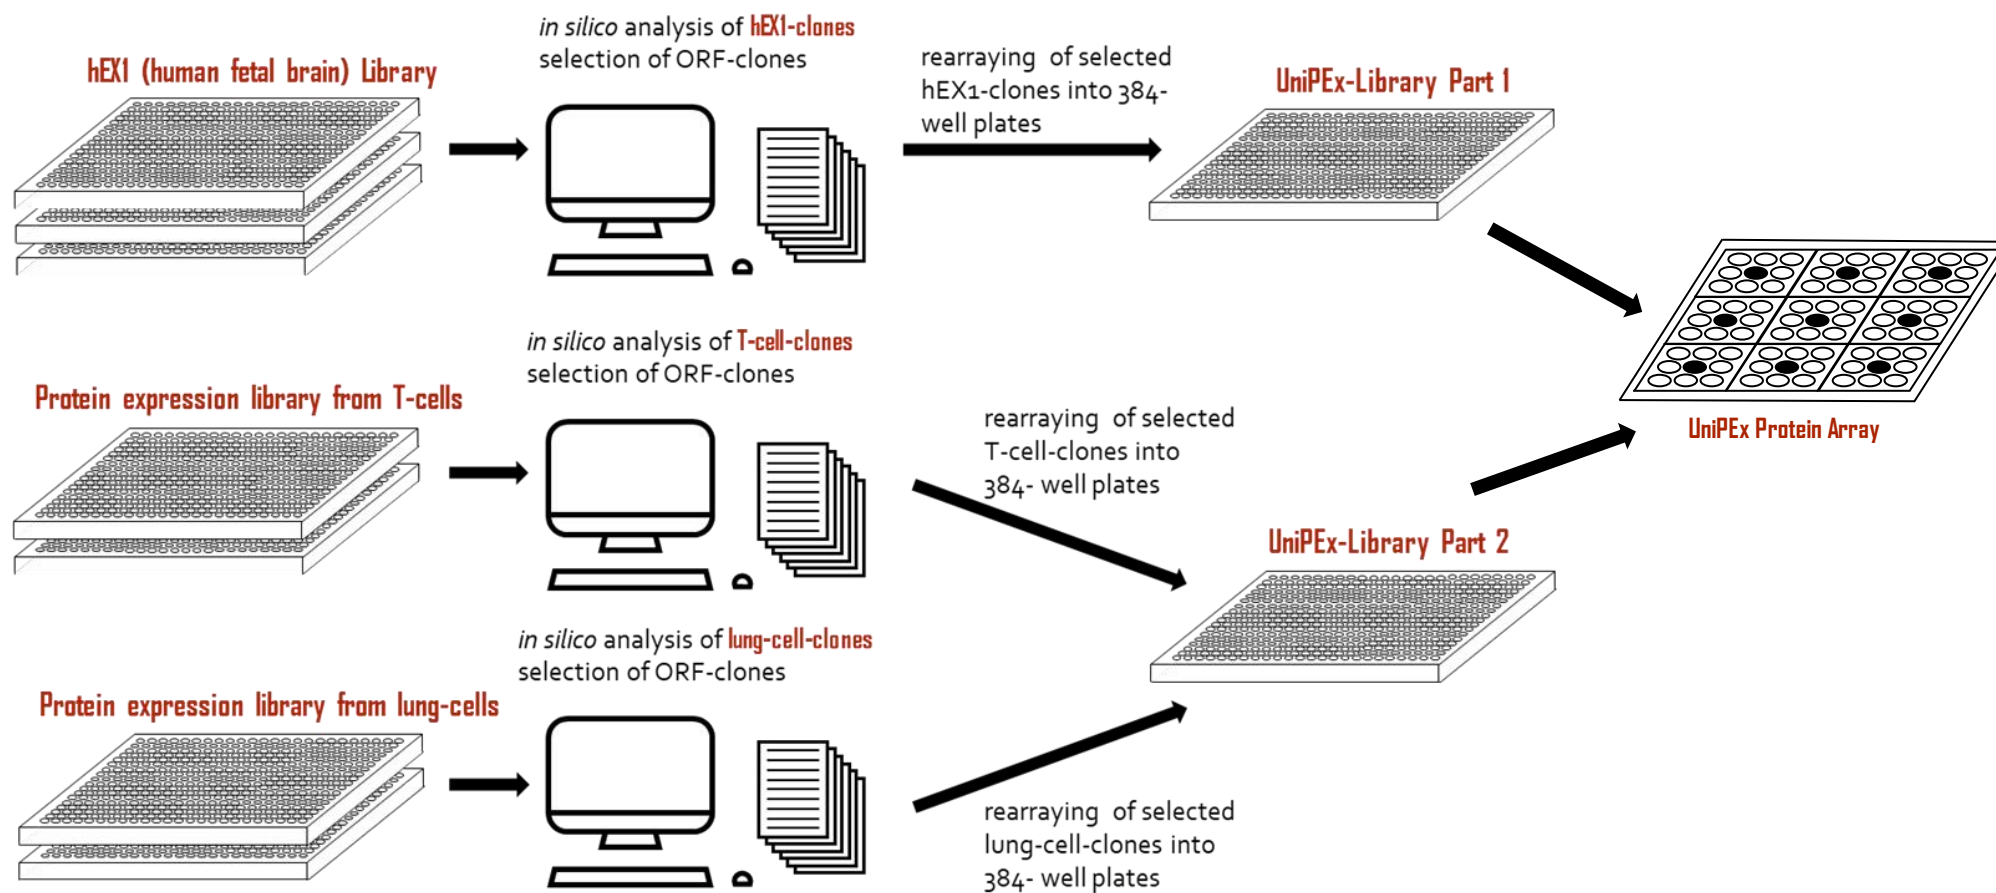 in silico analysis of hEX1-clones
selection of ORF-clones
hEX1 (human fetal brain) Library
rearraying of selected
hEX1-clones into 384-
well plates
UniPEx-Library Part 1
in silico analysis of T-cell-clones
selection of ORF-clones
Protein expression library from T-cells
rearraying of selected
T-cell-clones into
384- well plates
UniPEx Protein Array
UniPEx-Library Part 2
in silico analysis of lung-cell-clones
selection of ORF-clones
Protein expression library from lung-cells
rearraying of selected
lung-cell-clones into
384- well plates